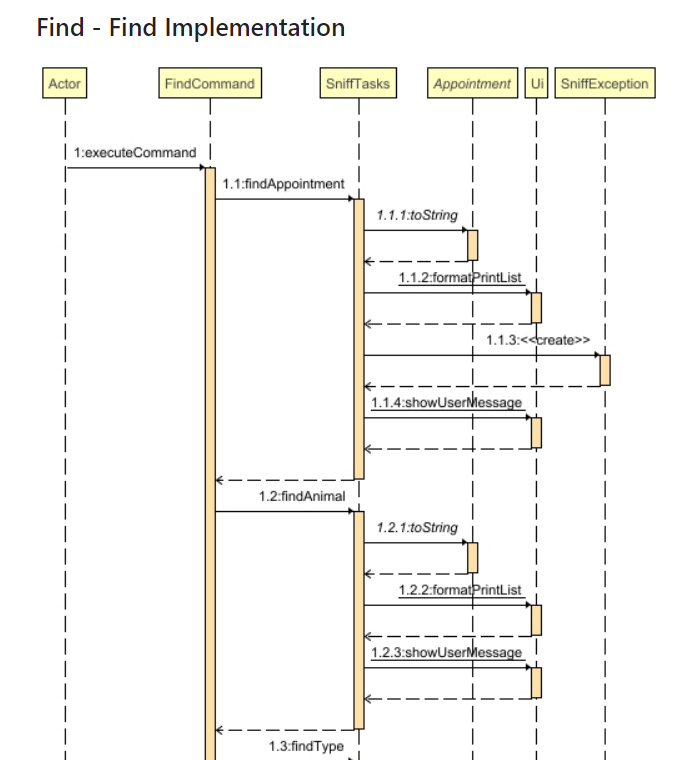 Find - Find Implementation
Actor FindCommand SniffTasks Appointment Ui SniffException
1:executeCommand
1.1:findAppointment
1.1.1:toString
1.1.2:formatPrintList
1.1.3:<<create>>
1.1.4:showUserMessage
1.2:findAnimal
1.2.1:toString
1.2.2:formatPrintList
1.2.3:showUserMessage
1.3:findType